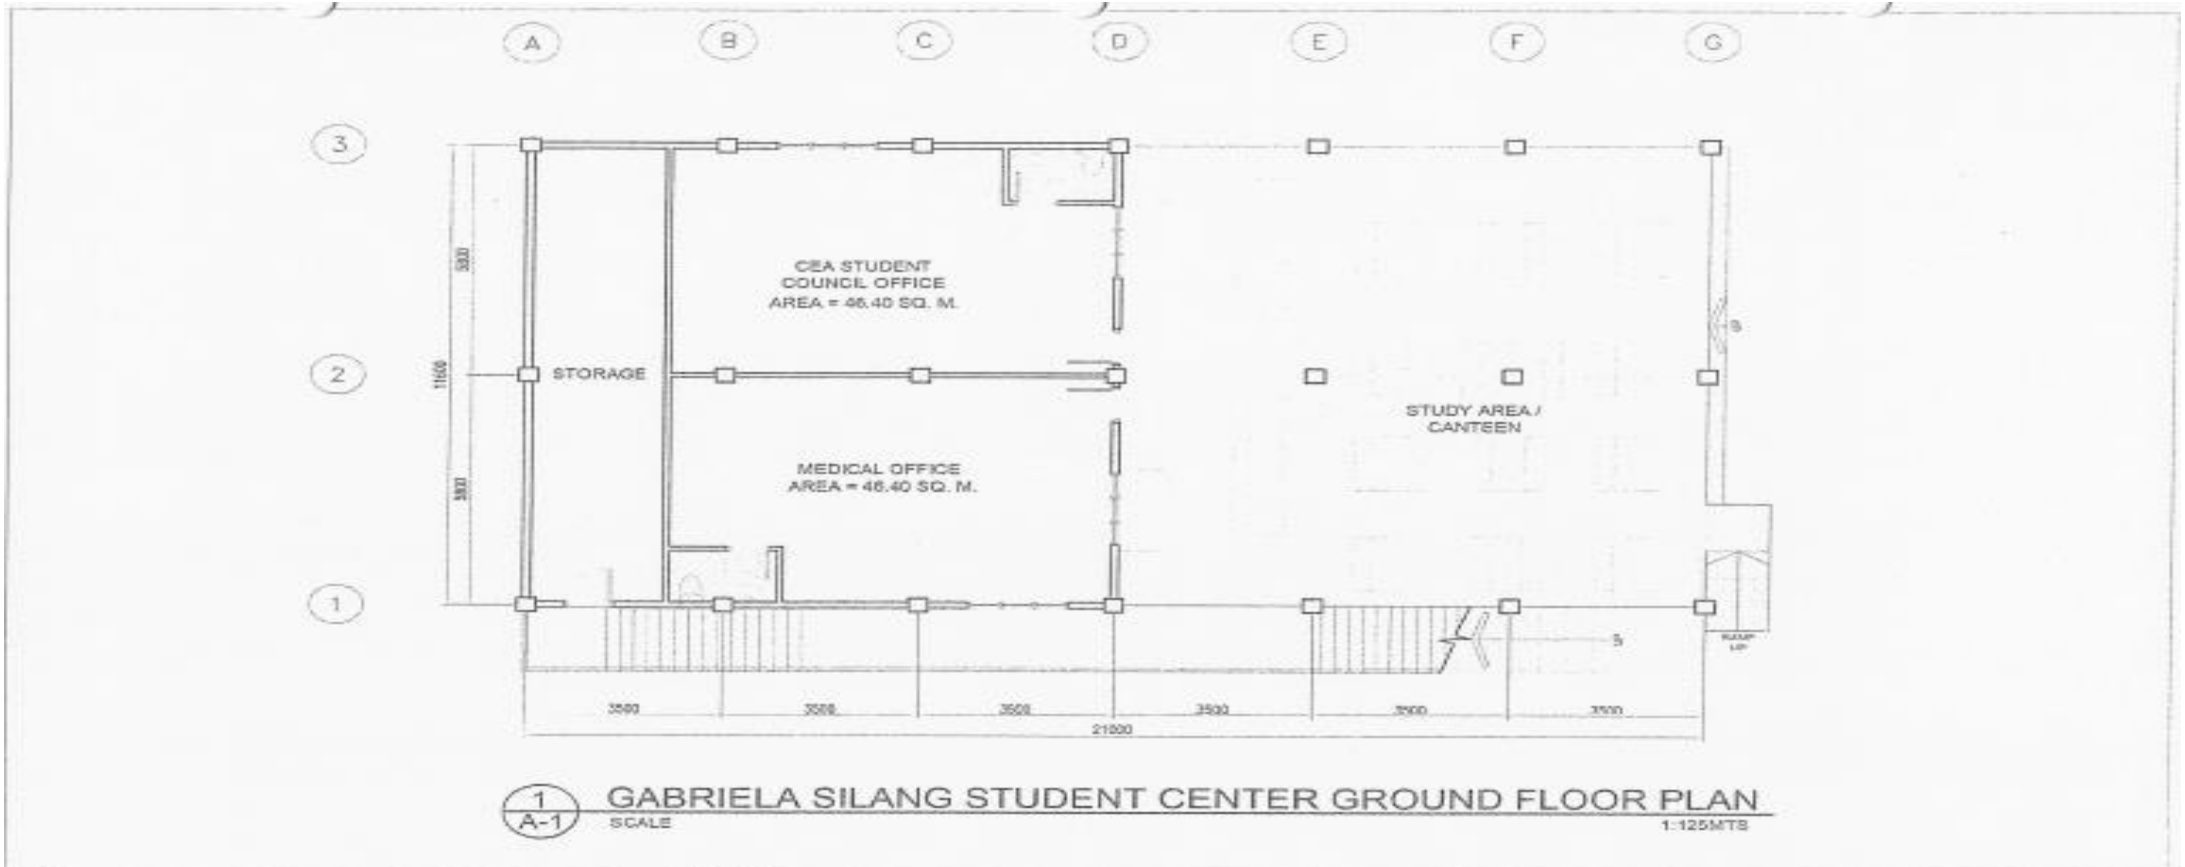 A B C D E F G
3
2
1
5800
11600
5800
CEA STUDENT
COUNCIL OFFICE
AREA = 46.40 SQ. M.
STORAGE
STUDY AREA /
CANTEEN
MEDICAL OFFICE
AREA = 46.40 SQ. M.
UP
3500 3500 3500 3500 3500 3500
21000
1
A-1
GABRIELA SILANG STUDENT CENTER GROUND FLOOR PLAN
SCALE
1:125MTS